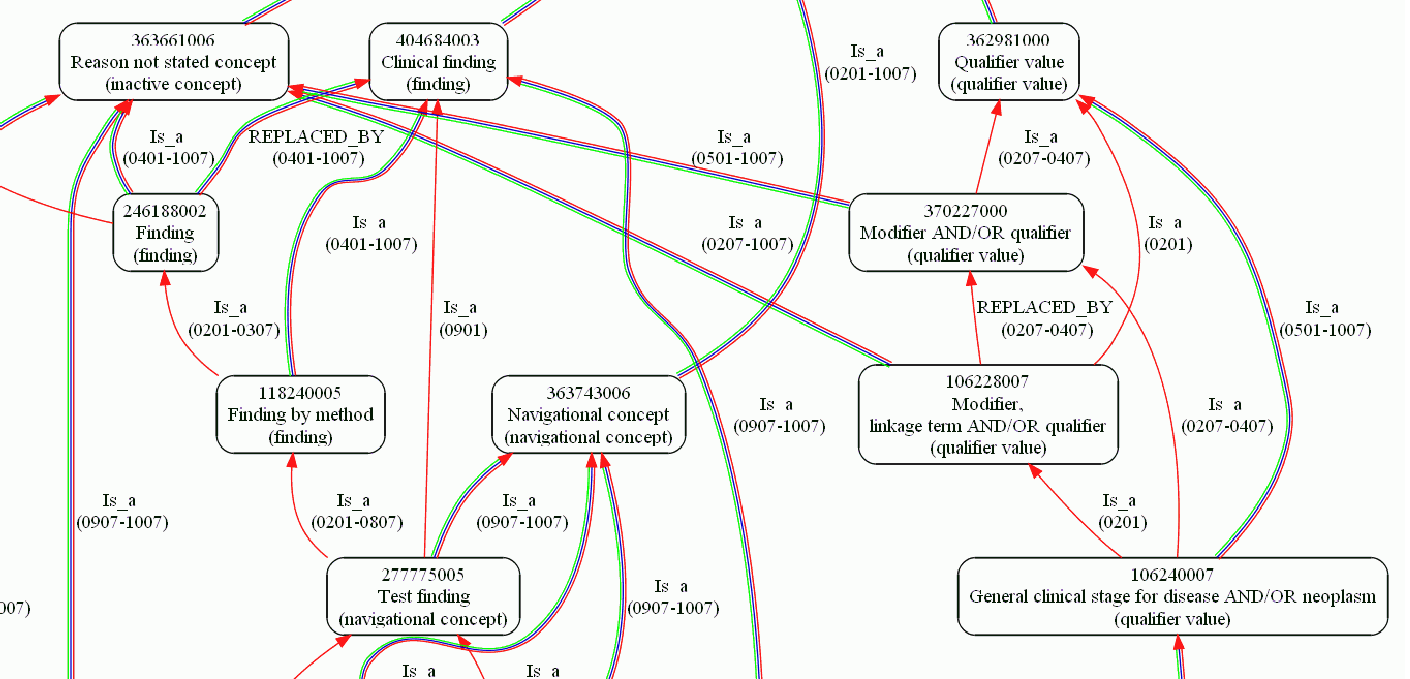 363661006
Reason not stated concept
(inactive concept)
404684003
Clinical finding
(finding)
Is_a
(0201-1007)
362981000
Qualifier value
(qualifier value)
Is_a
(0401-1007)
REPLACED_BY
(0401-1007)
Is_a
(0501-1007)
Is_a
(0207-0407)
246188002
Finding
(finding)
Is_a
(0401-1007)
Is_a
(0207-1007)
370227000
Modifier AND/OR qualifier
(qualifier value)
Is_a
(0201)
Is_a
(0201-0307)
Is_a
(0901)
REPLACED_BY
(0207-0407)
Is_a
(0501-1007)
118240005
Finding by method
(finding)
363743006
Navigational concept
(navigational concept)
Is_a
(0907-1007)
106228007
Modifier,
linkage term AND/OR qualifier
(qualifier value)
Is_a
(0207-0407)
Is_a
(0907-1007)
Is_a
(0201-0807)
Is_a
(0907-1007)
Is_a
(0201)
007)
277775005
Test finding
(navigational concept)
Is_a
(0907-1007)
106240007
General clinical stage for disease AND/OR neoplasm
(qualifier value)
Is_a
Is_a